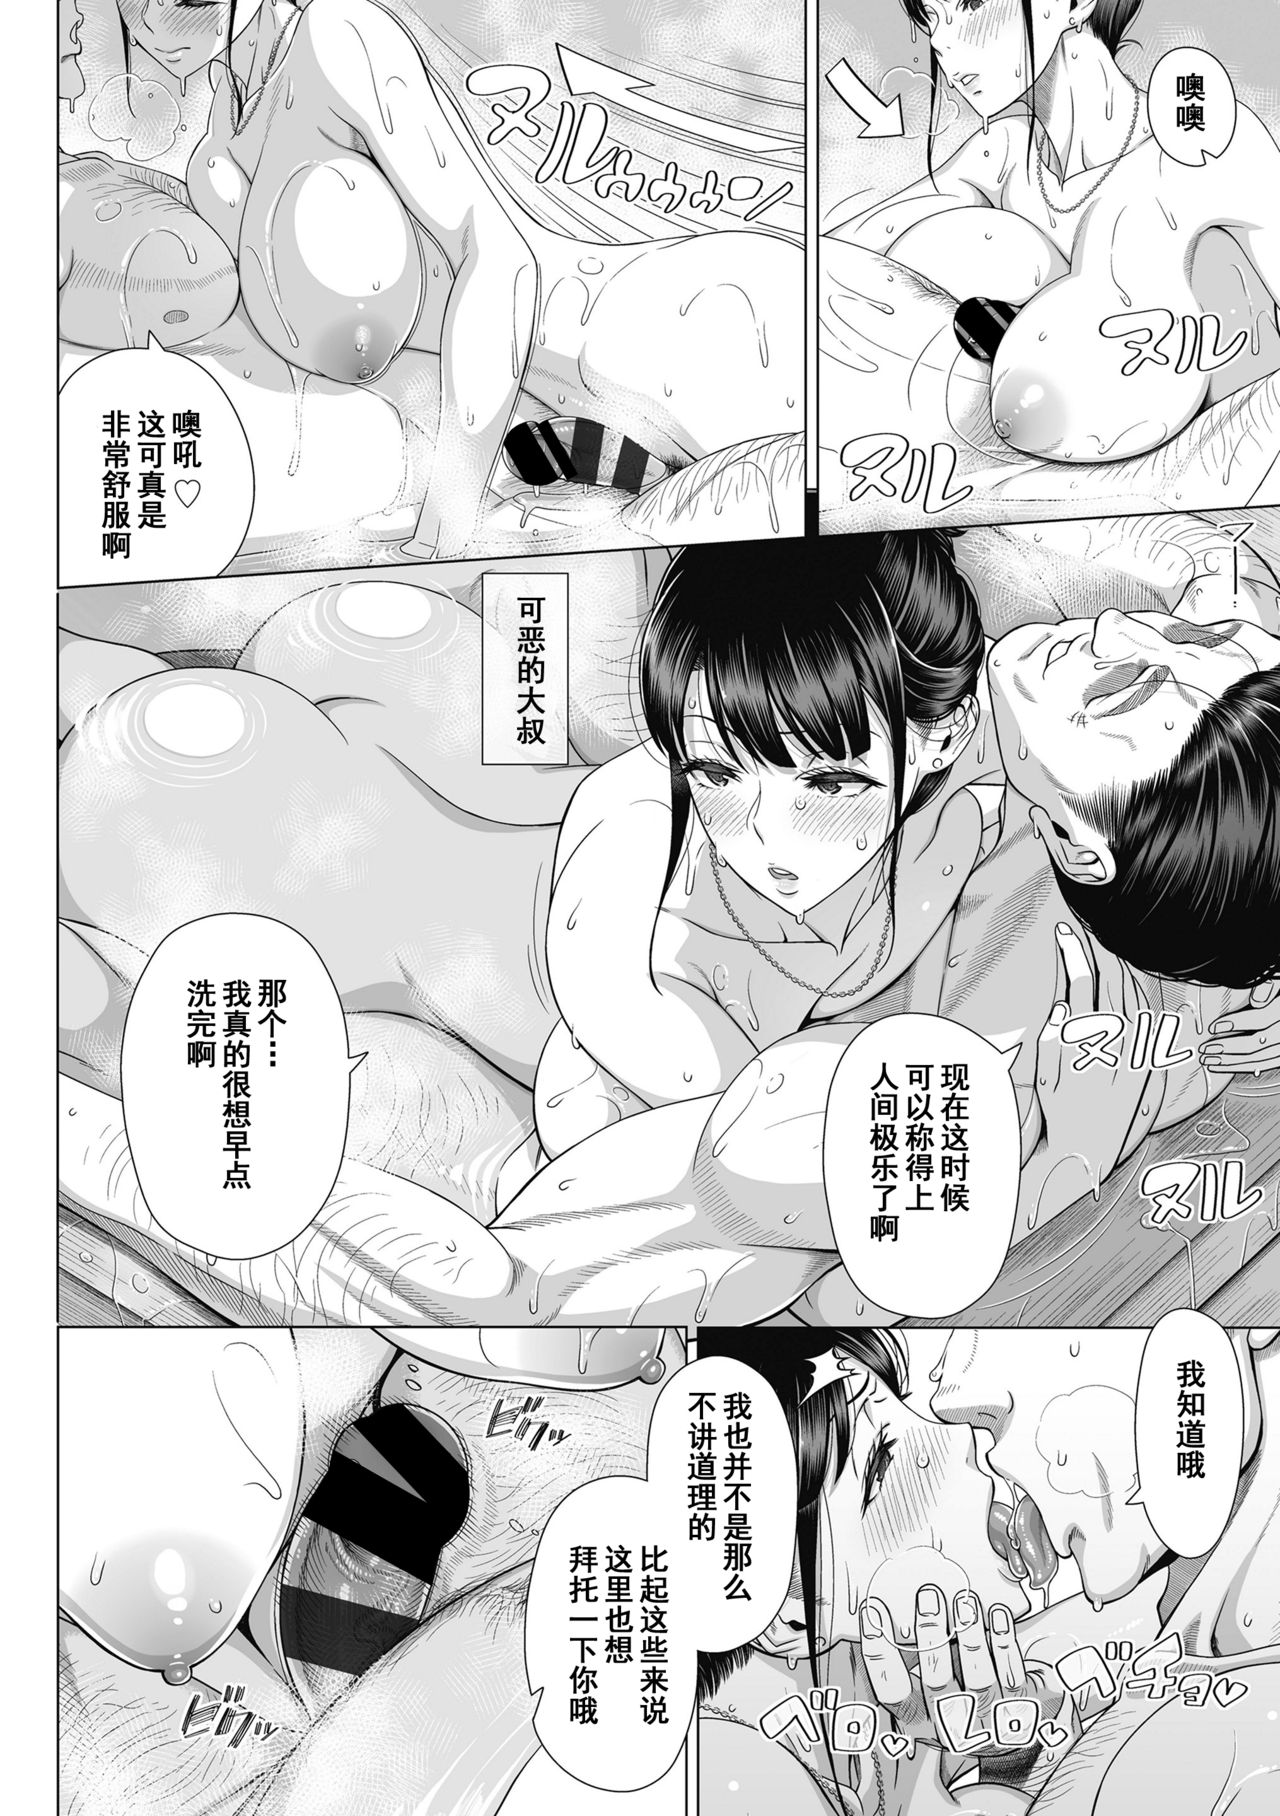 噢噢
ヌル
ヌル
ヌルゥゥゥゥン
噢吼♡
这可真是
非常舒服啊
可恶的大叔
现在这时候
可以称得上
人间极乐了啊
ヌル
ヌル
那个…
我真的很想早点
洗完啊
我知道哦
我也并不是那么
不讲道理的
比起这些来说
这里也想
拜托一下你哦
ベチョ♡
ベロ♡
レロ♡
ビクッ
ビクッ